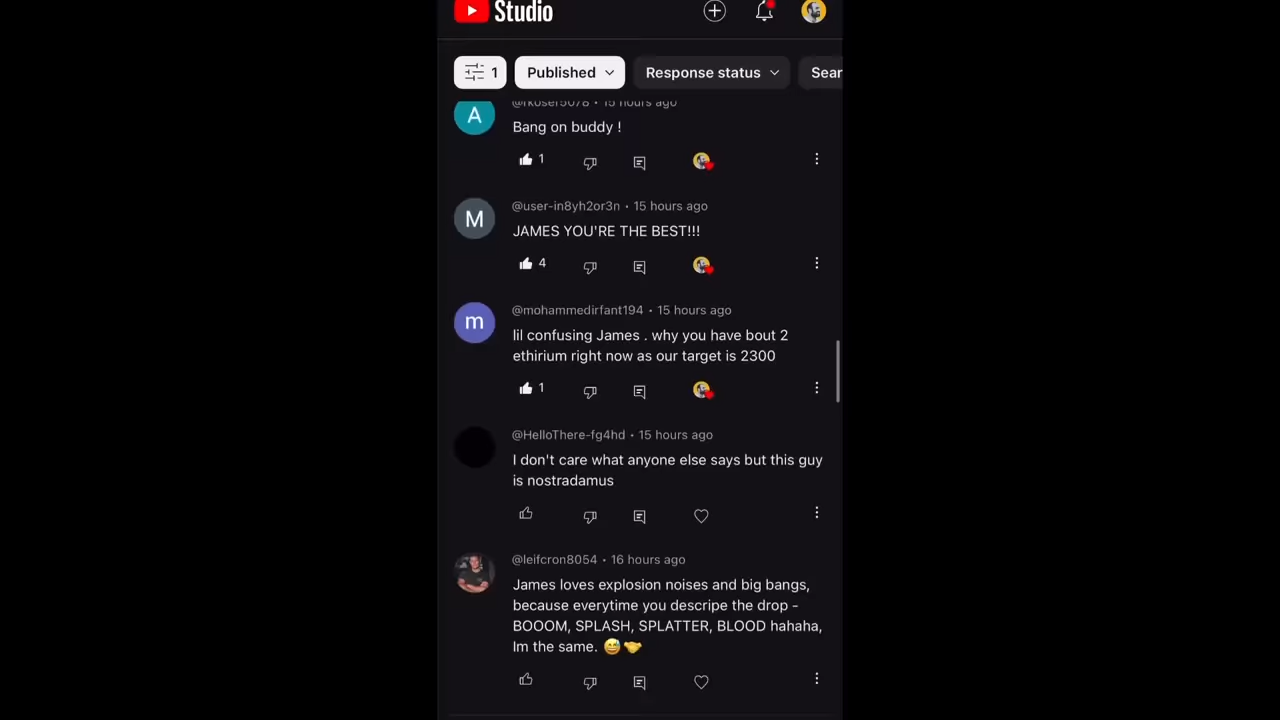 Studio
1
Published
Response status
Sear
• 15 hours ago
A
Bang on buddy !
1
@user-in8yh2or3n • 15 hours ago
M
JAMES YOU'RE THE BEST!!!
4
@mohammedirfant194 • 15 hours ago
m
lil confusing James . why you have bout 2
ethirium right now as our target is 2300
1
@HelloThere-fg4hd • 15 hours ago
I don't care what anyone else says but this guy
is nostradamus
@leifcron8054 • 16 hours ago
James loves explosion noises and big bangs,
because everytime you descripe the drop -
BOOOM, SPLASH, SPLATTER, BLOOD hahaha,
Im the same. 😅🤝